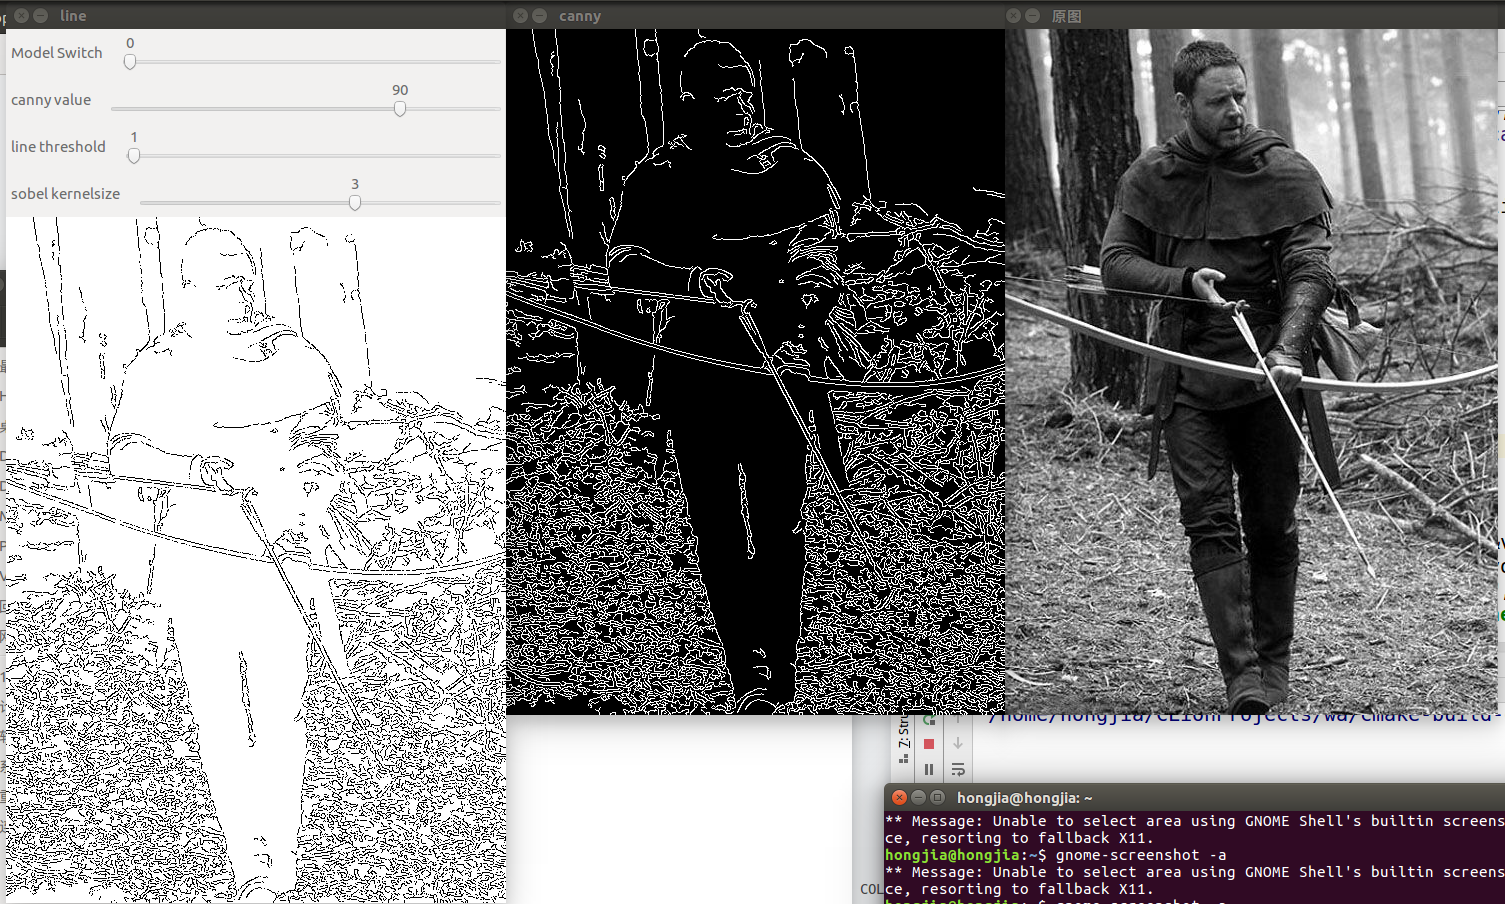 line
canny
原图
Model Switch
0
canny value
90
line threshold
1
sobel kernelsize
3
/home/hongjia/CLionProjects/wa/cmake-build-
Z: Stru
hongjia@hongjia: ~
** Message: Unable to select area using GNOME Shell's builtin screens
ce, resorting to fallback X11.
hongjia@hongjia:~$ gnome-screenshot -a
** Message: Unable to select area using GNOME Shell's builtin screens
ce, resorting to fallback X11.
COL